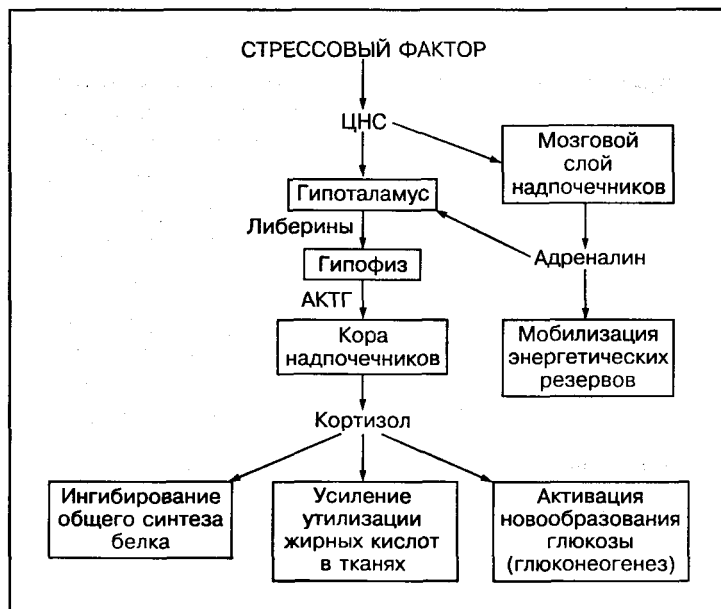 СТРЕССОВЫЙ ФАКТОР
ЦНС
Мозговой
слой
надпочечников
Гипоталамус
Либерины
Адреналин
Гипофиз
АКТГ
Кора
надпочечников
Мобилизация
энергетических
резервов
Кортизол
Ингибирование
общего синтеза
белка
Усиление
утилизации
жирных кислот
в тканях
Активация
новообразования
глюкозы
(глюконеогенез)